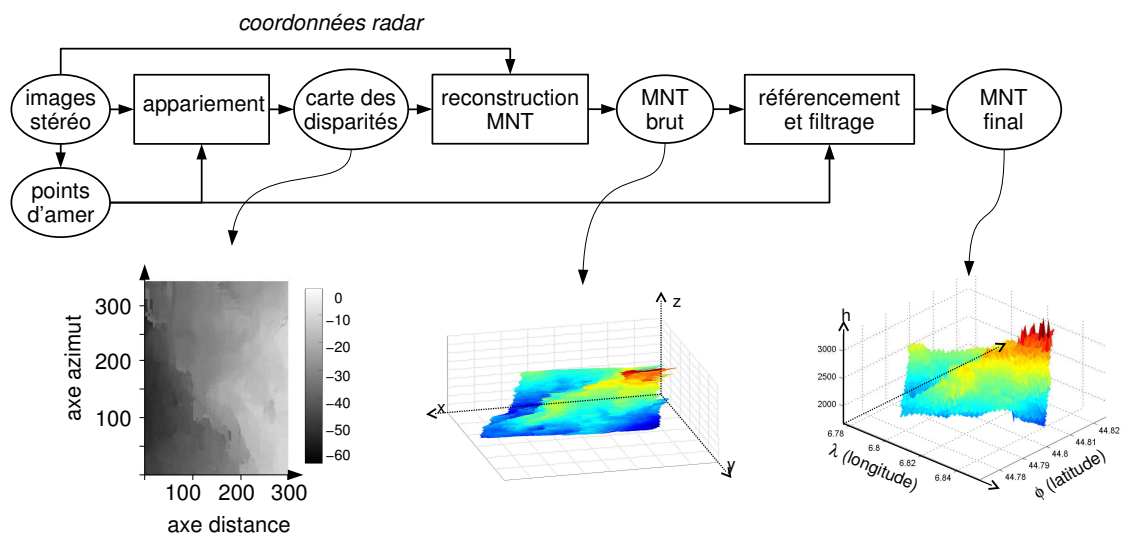 coordonnées radar
images
stéréo
appariement
carte des
disparités
reconstruction
MNT
MNT
brut
référencement
et filtrage
MNT
final
points
d'amer
300
200
100
axe azimut
100 200 300
axe distance
0
−10
−20
−30
−40
−50
−60
z
x
y
h
3000
2500
2000
6.78
6.8
6.82
6.84
λ (longitude)
44.82
44.81
44.8
44.79
44.78
ϕ (latitude)